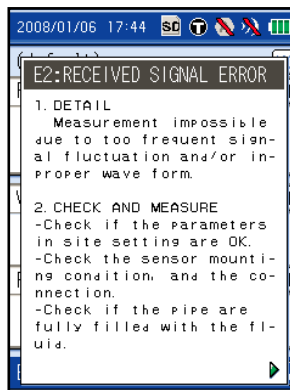 2008/01/06 17:44 SD T
E2:RECEIVED SIGNAL ERROR
1. DETAIL
Measurement impossible
due to too frequent sign-
al fluctuation and/or in-
proper wave form.
2. CHECK AND MEASURE
-Check if the parameters
in site setting are OK.
-Check the sensor mounti-
ng condition, and the co-
nnection.
-Check if the pipe are
fully filled with the fl-
uid.